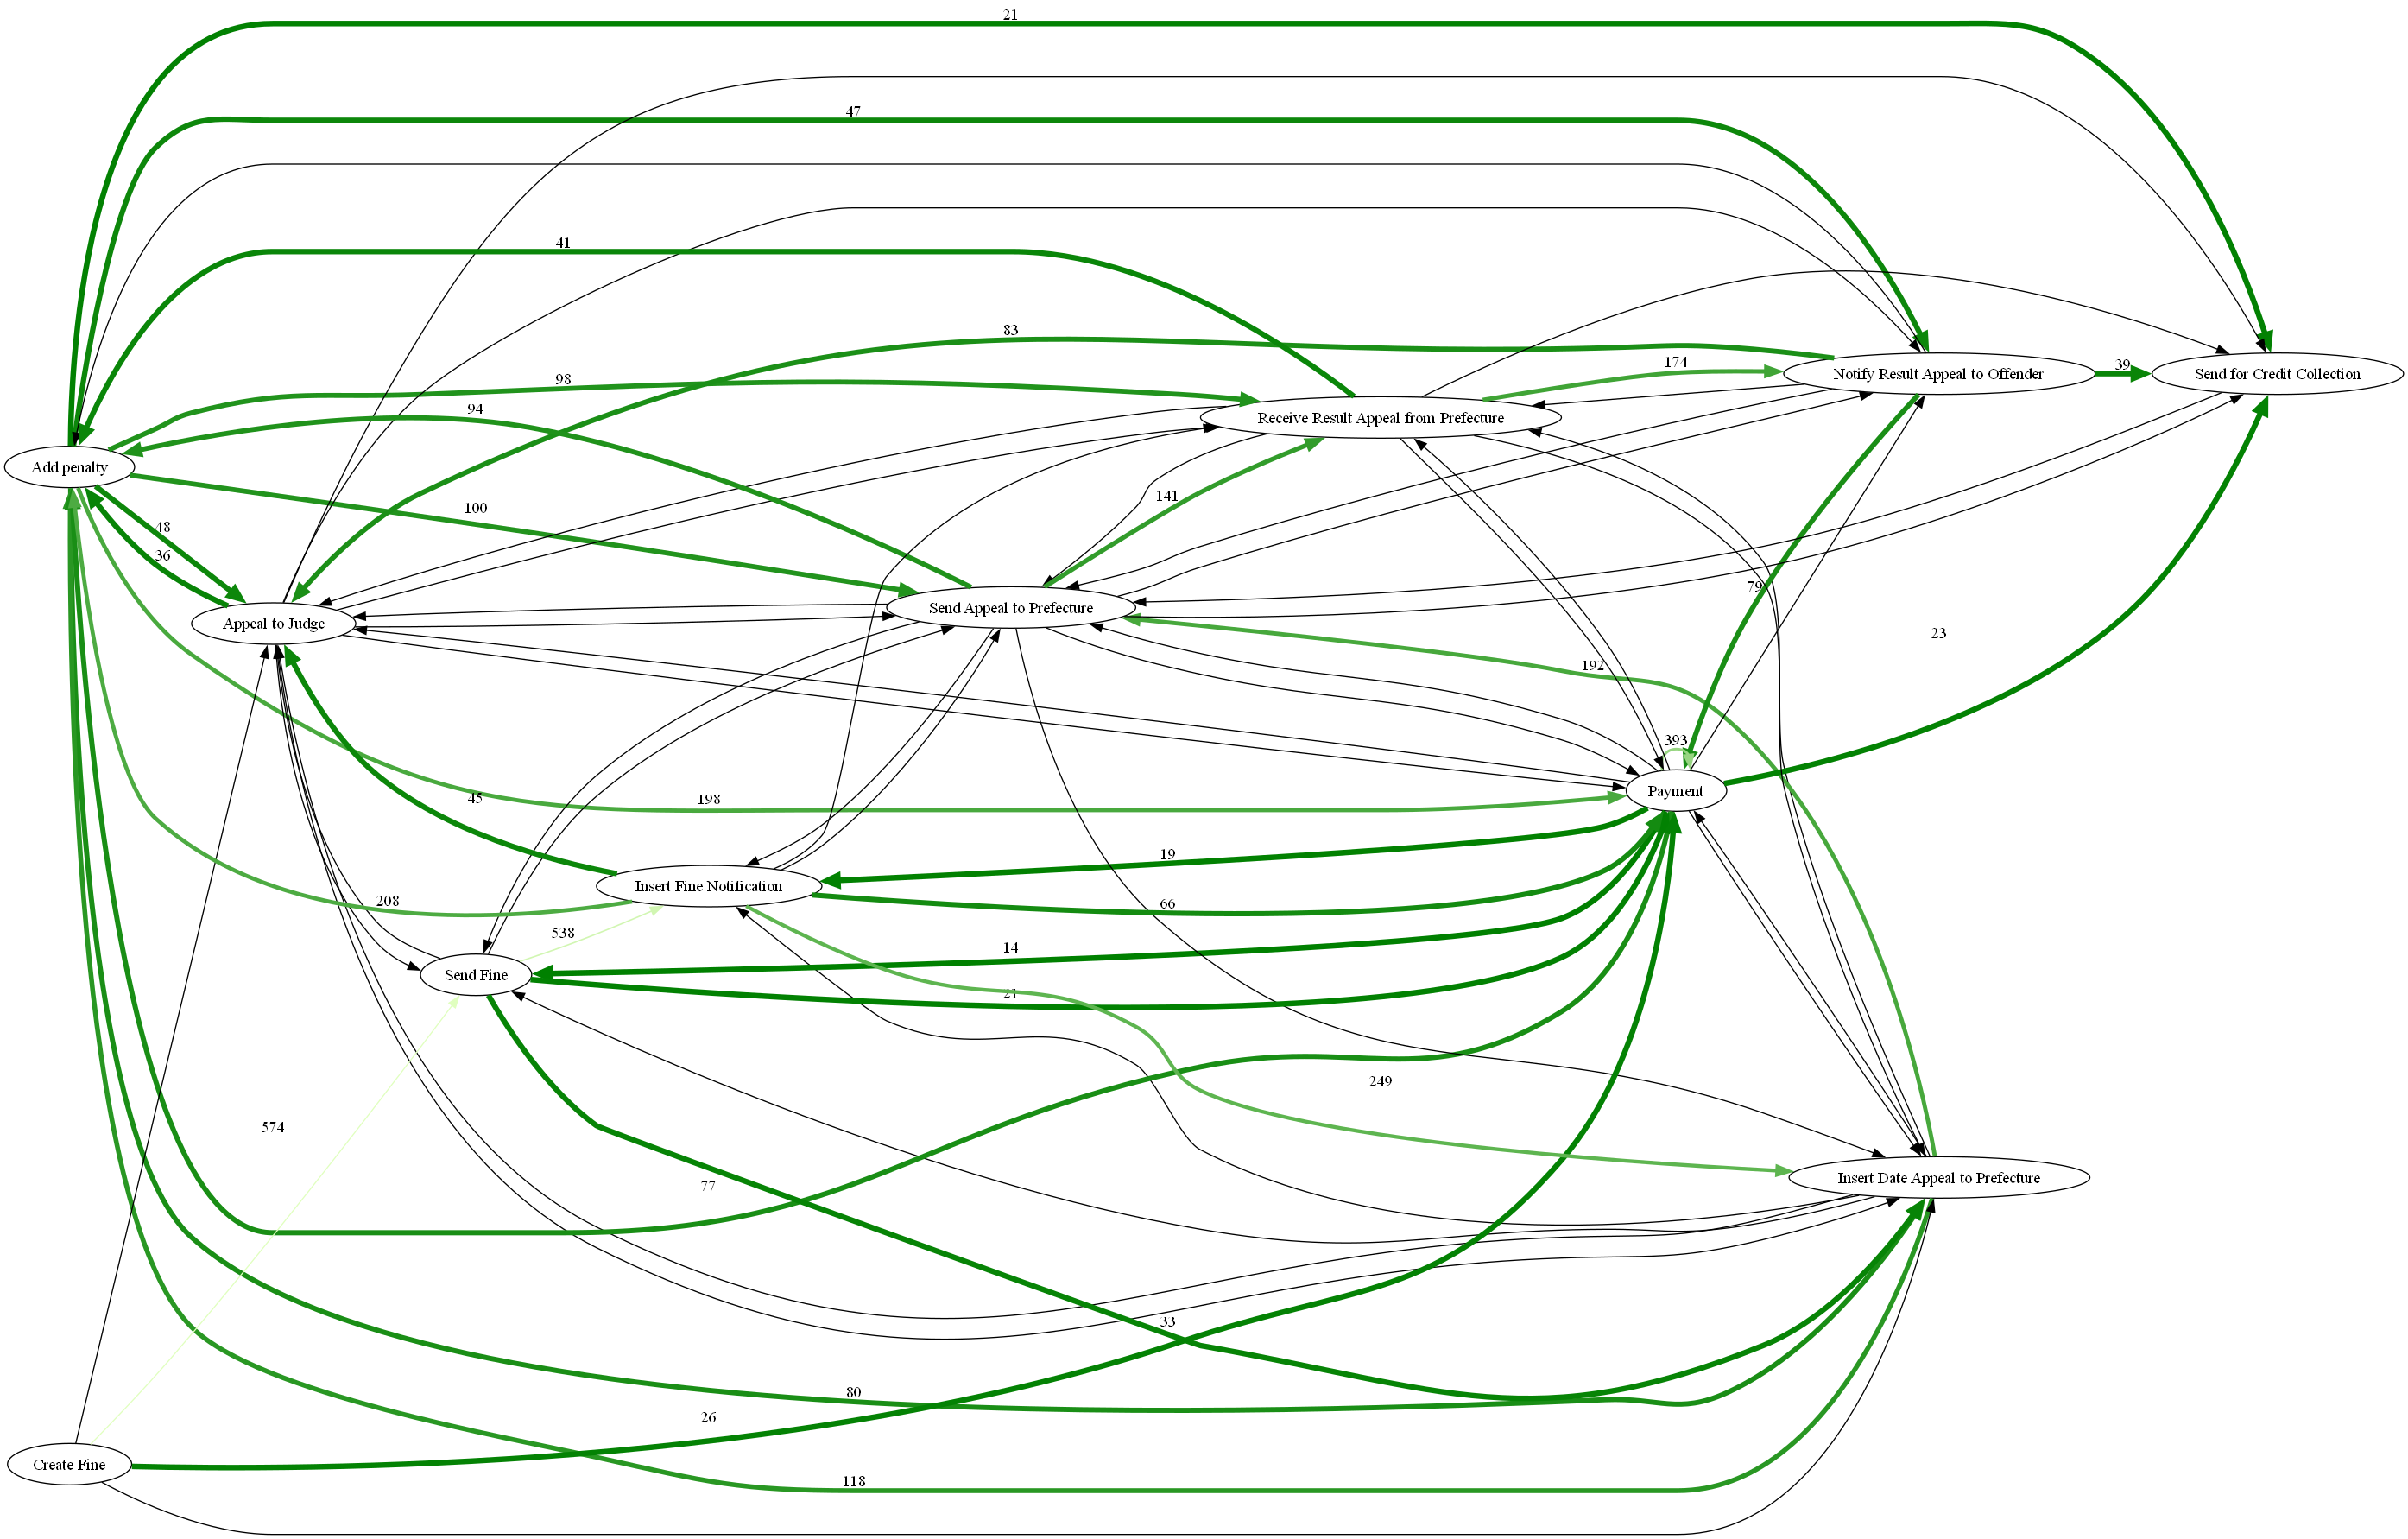 21
47
41
83
174
39
Notify Result Appeal to Offender
Send for Credit Collection
98
94
Receive Result Appeal from Prefecture
Add penalty
141
100
48
36
79
Send Appeal to Prefecture
Appeal to Judge
23
192
393
Payment
198
45
19
Insert Fine Notification
208
66
538
14
Send Fine
21
249
574
Insert Date Appeal to Prefecture
77
33
80
26
Create Fine
118